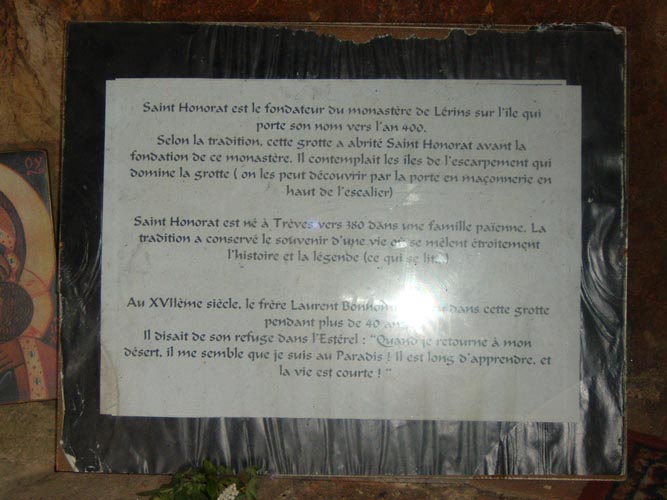 Saint Honorat est le fondateur du monastère de Lérins sur l'île qui
porte son nom vers l'an 400.
Selon la tradition, cette grotte a abrité Saint Honorat avant la
fondation de ce monastère. Il contemplait les îles de l'escarpement qui
domine la grotte ( on les peut découvrir par la porte en maçonnerie en
haut de l'escalier)
Saint Honorat est né à Trèves vers 380 dans une famille païenne. La
tradition a conservé le souvenir d'une vie où se mêlent étroitement
l'histoire et la légende (ce qui se
Au XVIIème siècle, le frère Laurent dans cette grotte
pendant plus de 40
Il disait de son refuge dans l'Estérel : "Quand je retourne à mon
désert, il me semble que je suis au Paradis ! Il est long d'apprendre, et
la vie est courte ! "